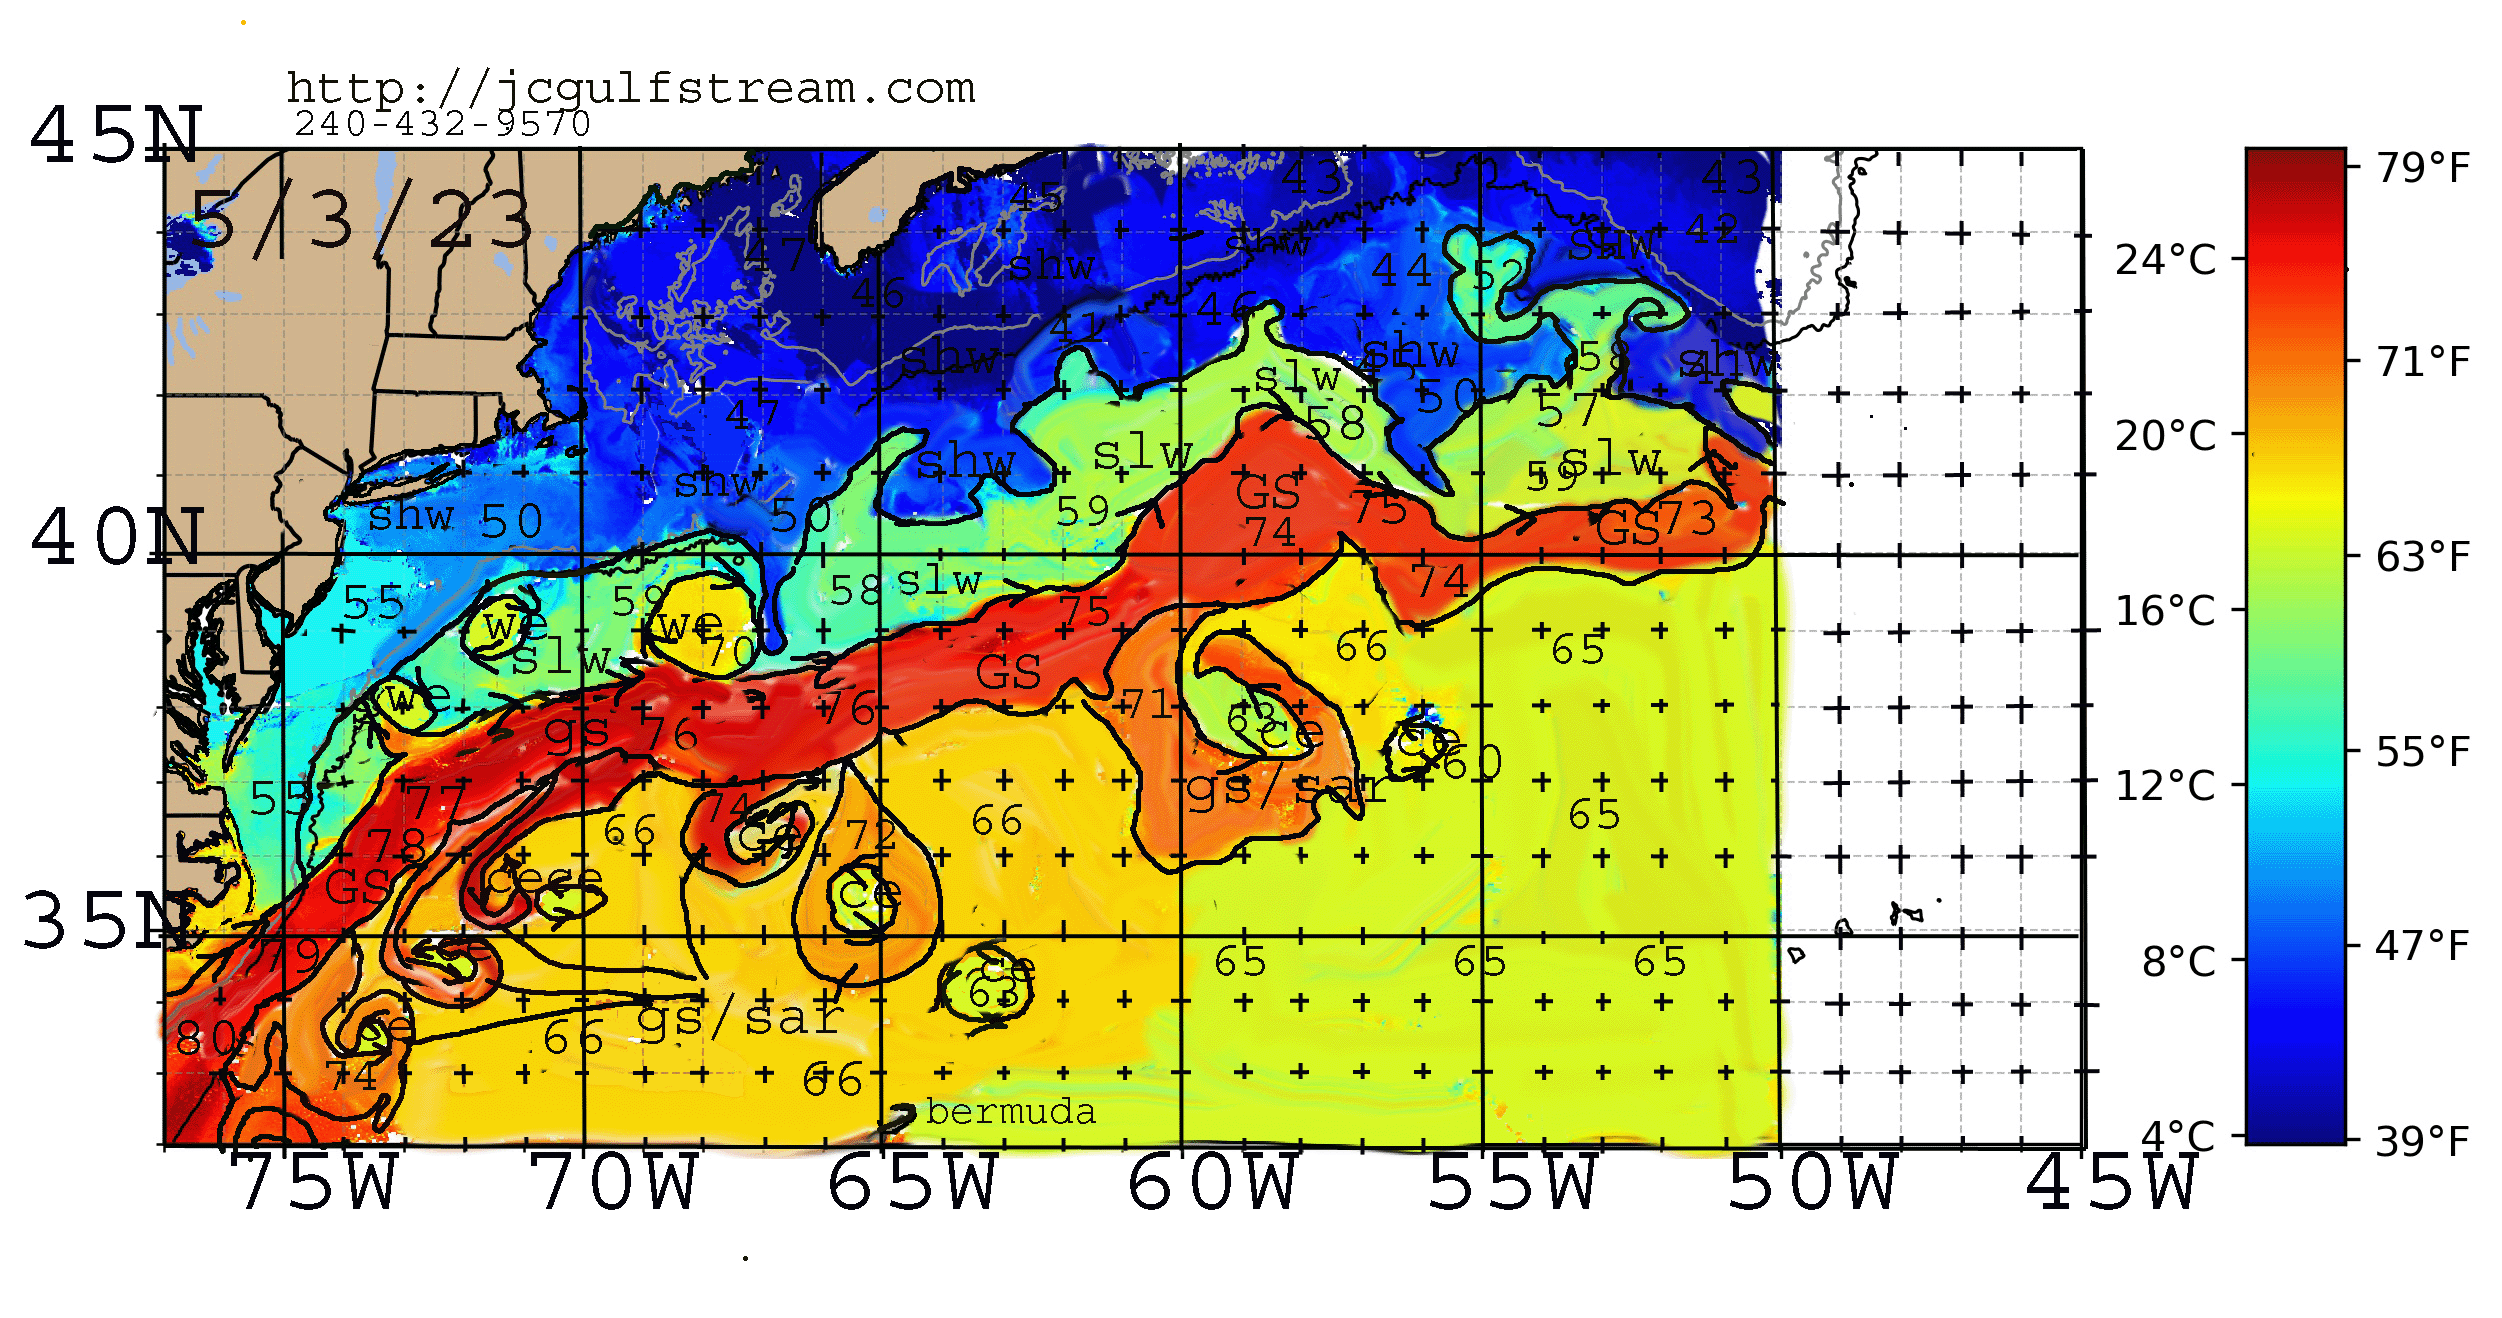 http://jcgulfstream.com
240-432-9570
45N
5/3/23
43
43
45
42
47
shw
shw
shw
44
52
46
46
41
shw
shw
58
shw
slw
50
57
47
58
slw
shw
slw
shw
59
GS
75
shw
50
50
59
74
GS
73
40N
55
59
58
slw
74
75
we
we
66
65
slw
70
GS
we
71
76
63
ce
gs
76
ce
60
55
77
74
gs/sar
66
66
72
65
78
ce
GS
ce
ce
ce
35N
79
65
65
65
ce
63
80
gs/sar
66
74
66
bermuda
75W
70W
65W
60W
55W
50W
45W
24°C
20°C
16°C
12°C
8°C
4°C
79°F
71°F
63°F
55°F
47°F
39°F